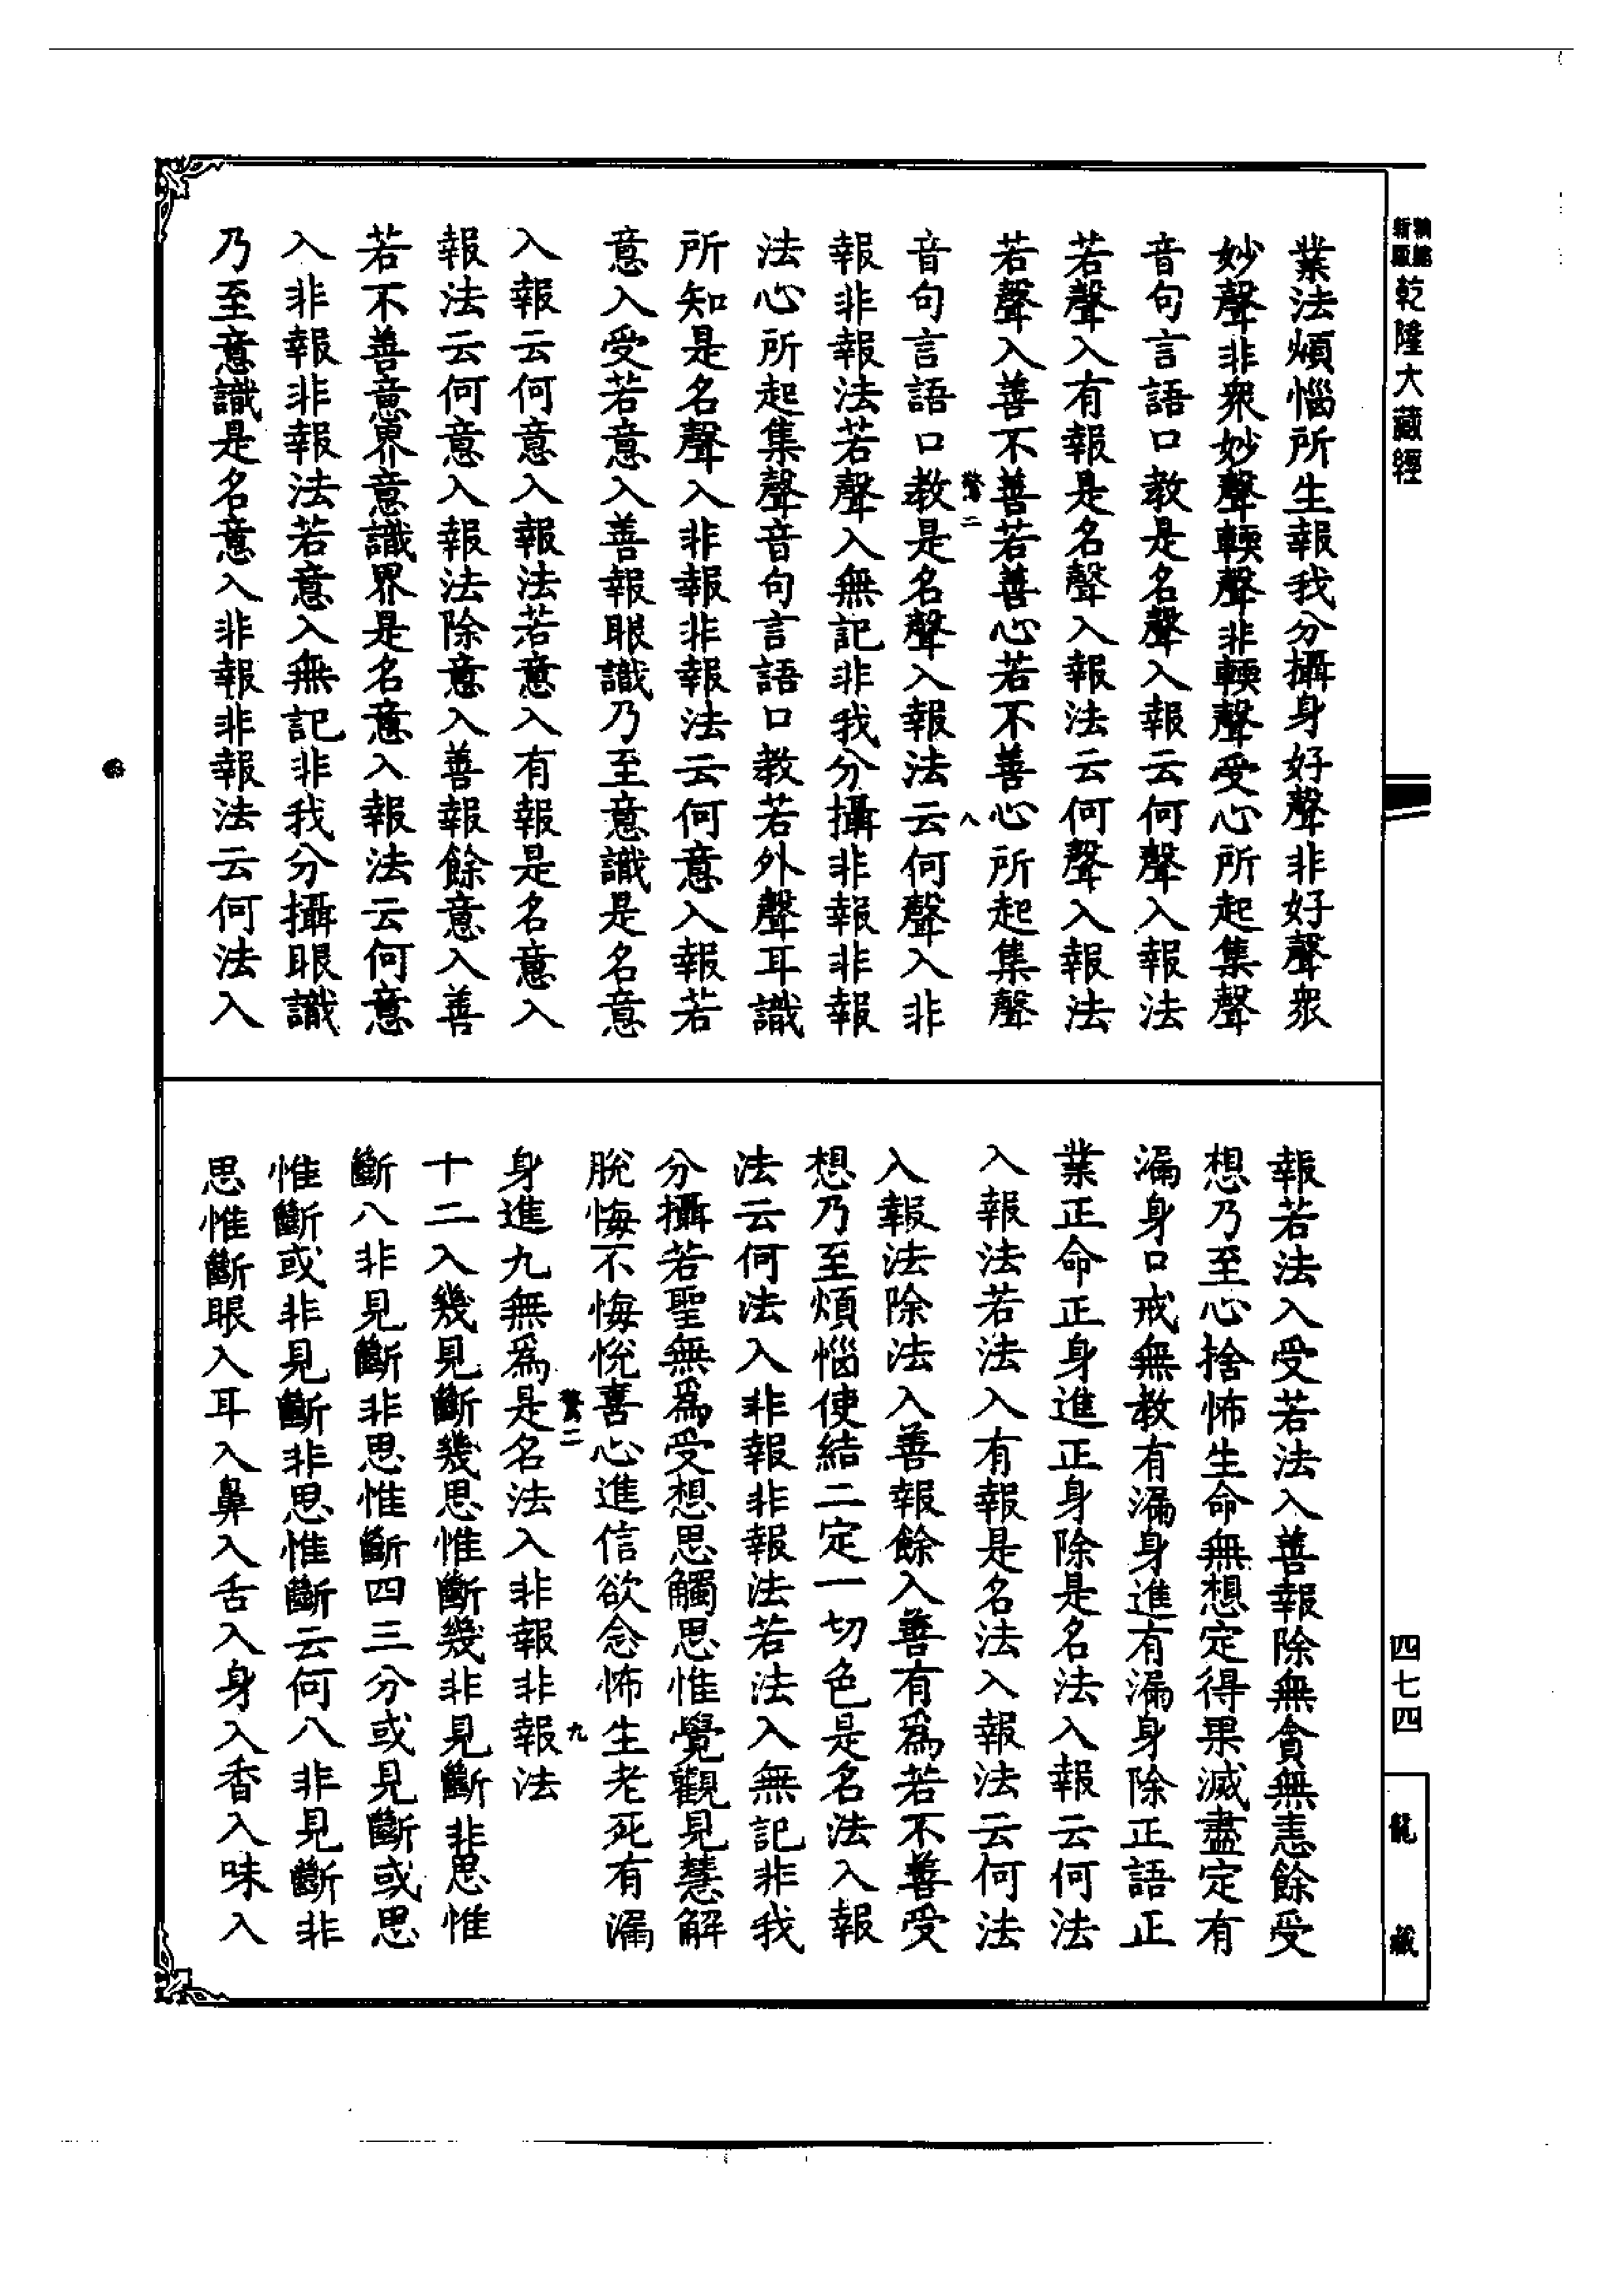 乾隆大藏經
業法煩惱所生報我分攝身好聲非好聲眾
妙聲非眾妙聲輭聲非輭聲受心所起集聲
音句言語口教是名聲入報云何聲入報法
若聲入有報是名聲入報法云何聲入報法
若聲入善不善若善心若不善心所起集聲
音句言語口教是名聲入報法云何聲入非
報非報法若聲入無記非我分攝非報非報
法心所起集聲音句言語口教若外聲耳識
所知是名聲入非報非報法云何意入報若
意入受若意入善報眼識乃至意識是名意
入報云何意入報法若意入有報是名意入
報法云何意入報法除意入善報餘意入善
若不善意界意識界是名意入報法云何意
入非報非報法若意入無記非我分攝眼識
乃至意識是名意入非報非報法云何法入
報若法入受若法入善報除無貪無恚餘受
想乃至心捨怖生命無想定得果滅盡定有
漏身口戒無教有漏身進有漏身除正語正
業正命正身進正身除是名法入報云何法
入報法若法入有報是名法入報法云何法
入報法除法入善報餘入善有為若不善受
想乃至煩惱使結二定一切色是名法入報
法云何法入非報非報法若法入無記非我
分攝若聖無為受想思觸思惟覺觀見慧解
脫悔不悔悅喜心進信欲念怖生老死有漏
身進九無為是名法入非報非報法
十二入幾見斷幾思惟斷幾非見斷非思惟
斷八非見斷非思惟斷四三分或見斷或思
惟斷或非見斷非思惟斷云何八非見斷非
思惟斷眼入耳入鼻入舌入身入香入味入
四七四
龍藏